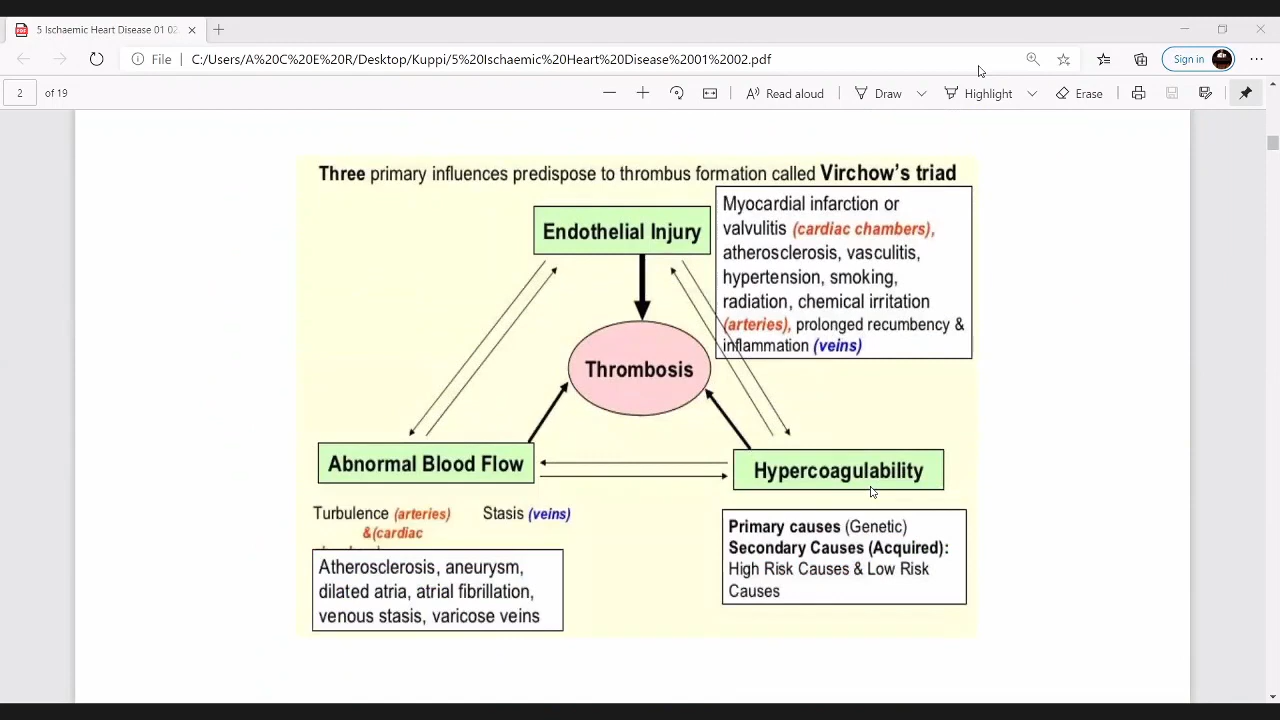 5 Ischaemic Heart Disease 01 02
File
C:/Users/A%20C%20E%20R/Desktop/Kuppi/5%20Ischaemic%20Heart%20Disease%2001%2002.pdf
Sign in
2 of 19
Read aloud
Draw
Highlight
Erase
Three primary influences predispose to thrombus formation called Virchow's triad
Endothelial Injury
Myocardial infarction or
valvulitis (cardiac chambers),
atherosclerosis, vasculitis,
hypertension, smoking,
radiation, chemical irritation
(arteries), prolonged recumbency &
inflammation (veins)
Thrombosis
Abnormal Blood Flow
Hypercoagulability
Turbulence (arteries) Stasis (veins)
&(cardiac
Atherosclerosis, aneurysm,
dilated atria, atrial fibrillation,
venous stasis, varicose veins
Primary causes (Genetic)
Secondary Causes (Acquired):
High Risk Causes & Low Risk
Causes